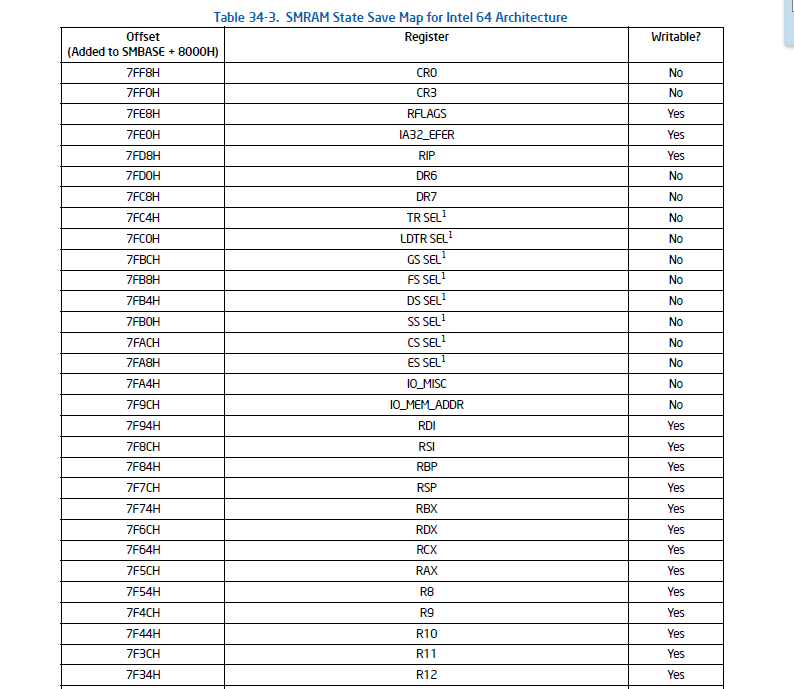 Table 34-3. SMRAM State Save Map for Intel 64 Architecture
Offset (Added to SMBASE + 8000H) Register Writable?
7FF8H CR0 No
7FF0H CR3 No
7FE8H RFLAGS Yes
7FE0H IA32_EFER Yes
7FD8H RIP Yes
7FD0H DR6 No
7FC8H DR7 No
7FC4H TR SEL1 No
7FC0H LDTR SEL1 No
7FBCH GS SEL1 No
7FB8H FS SEL1 No
7FB4H DS SEL1 No
7FB0H SS SEL1 No
7FACH CS SEL1 No
7FA8H ES SEL1 No
7FA4H IO_MISC No
7F9CH IO_MEM_ADDR No
7F94H RDI Yes
7F8CH RSI Yes
7F84H RBP Yes
7F7CH RSP Yes
7F74H RBX Yes
7F6CH RDX Yes
7F64H RCX Yes
7F5CH RAX Yes
7F54H R8 Yes
7F4CH R9 Yes
7F44H R10 Yes
7F3CH R11 Yes
7F34H R12 Yes